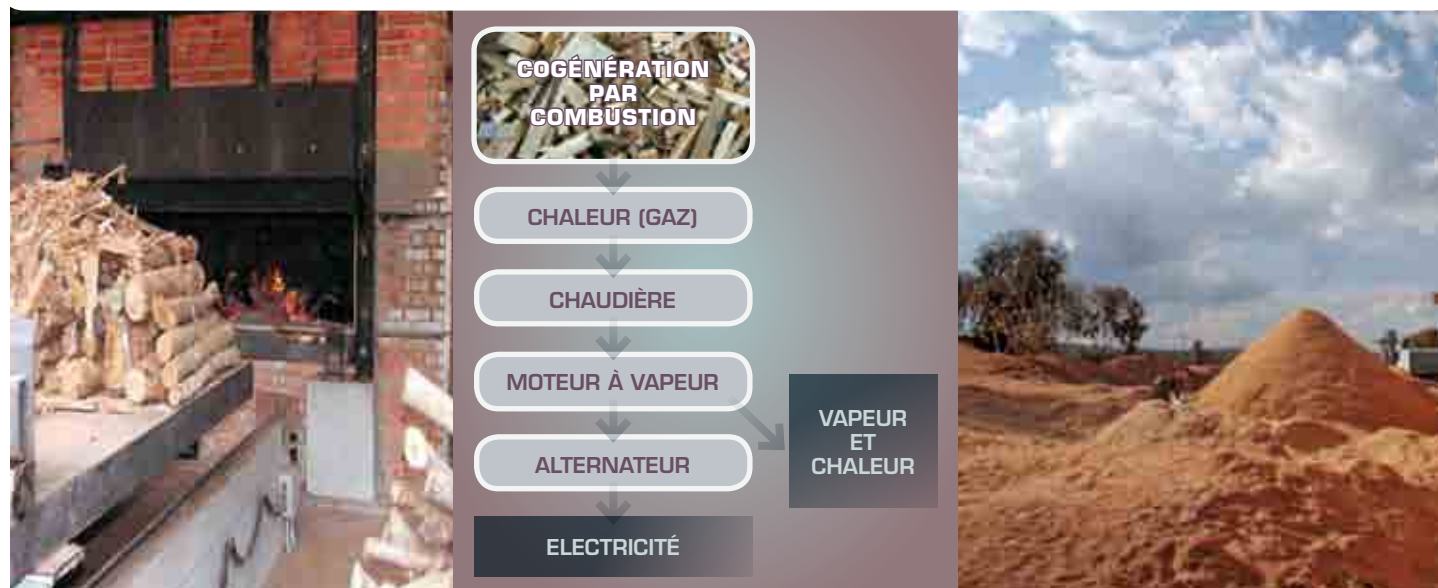 COGÉNÉRATION
PAR
COMBUSTION
CHALEUR (GAZ)
CHAUDIÈRE
MOTEUR À VAPEUR
ALTERNATEUR
ELECTRICITÉ
VAPEUR
ET
CHALEUR